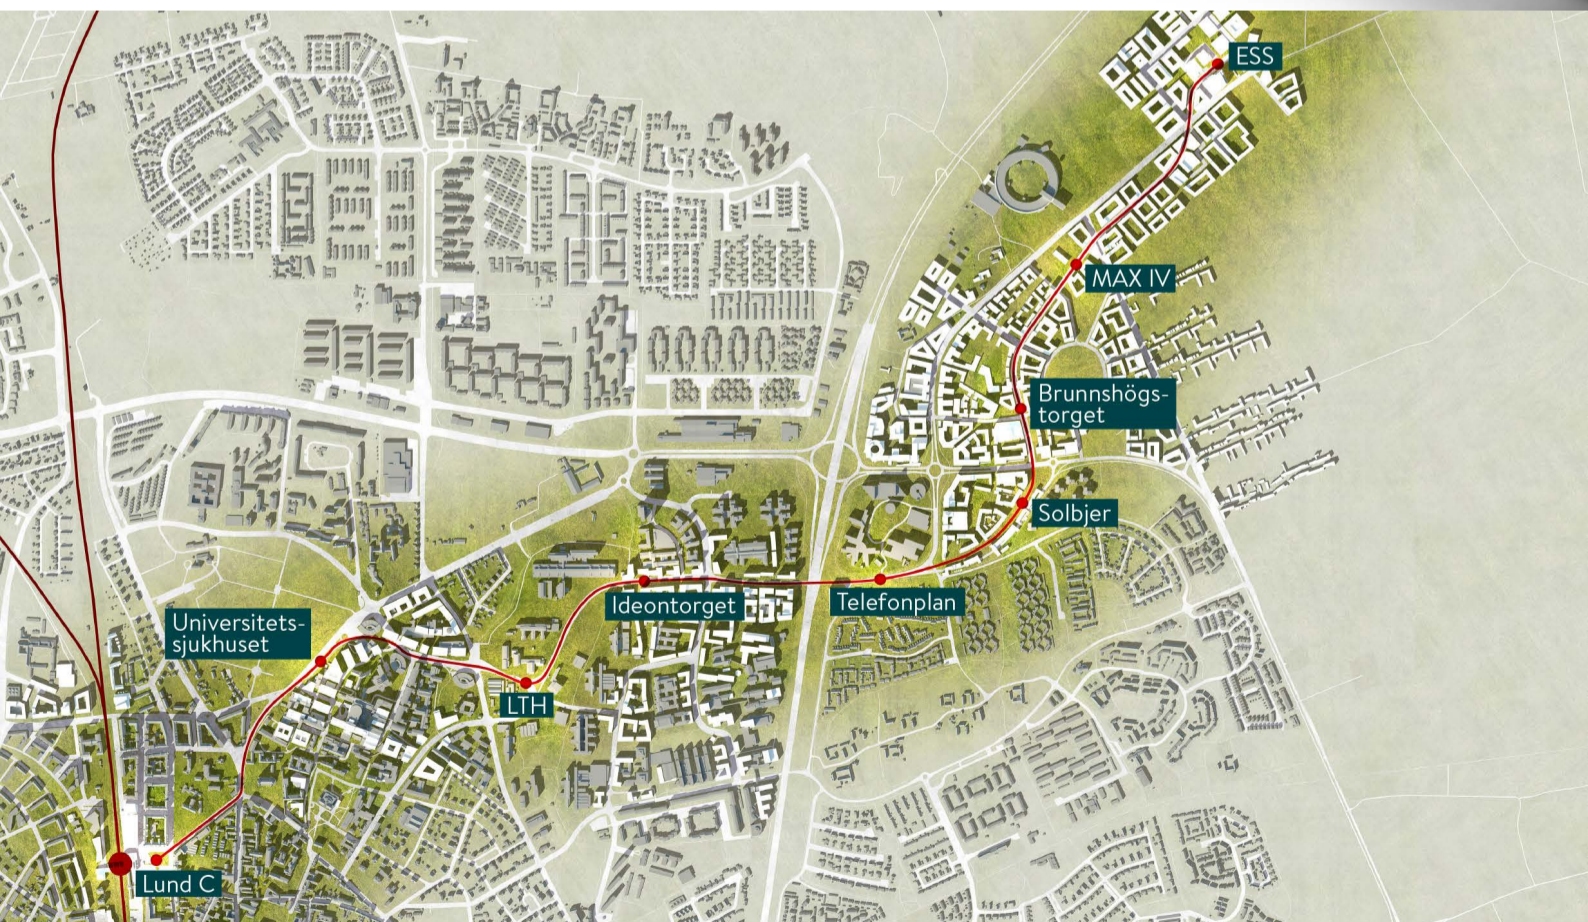 ESS
MAX IV
Brunnshögs-
torget
Solbjer
Telefonplan
Ideontorget
Universitets-
sjukhuset
LTH
Lund C